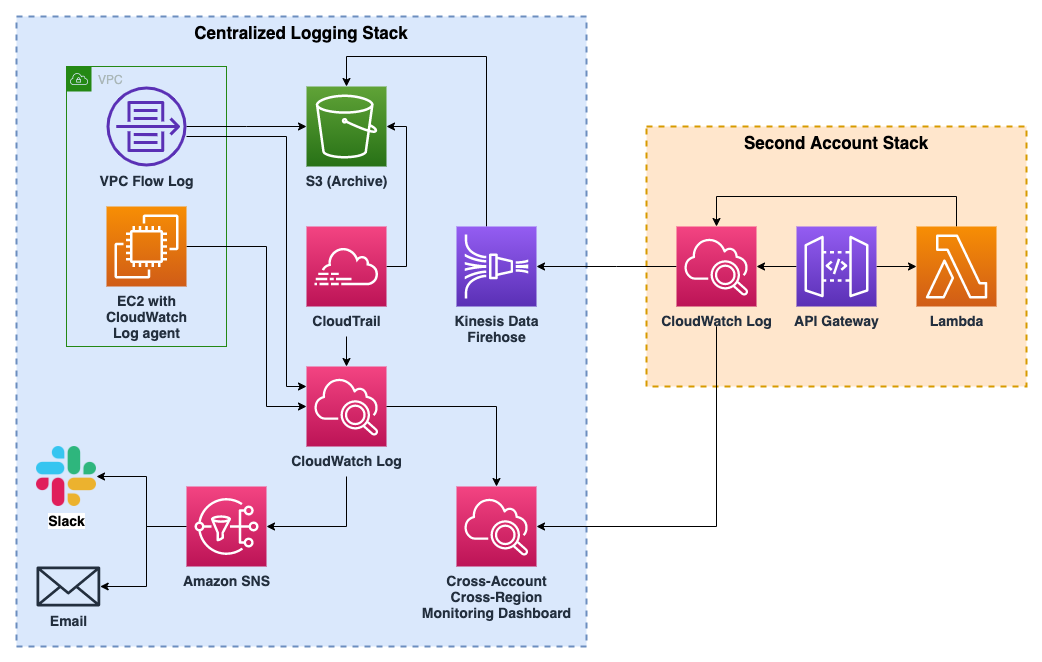 Centralized Logging Stack
VPC
VPC Flow Log
S3 (Archive)
EC2 with
CloudWatch
Log agent
CloudTrail
Kinesis Data
Firehose
CloudWatch Log
Slack
Amazon SNS
Email
Cross-Account
Cross-Region
Monitoring Dashboard
Second Account Stack
CloudWatch Log
API Gateway
</>
Lambda